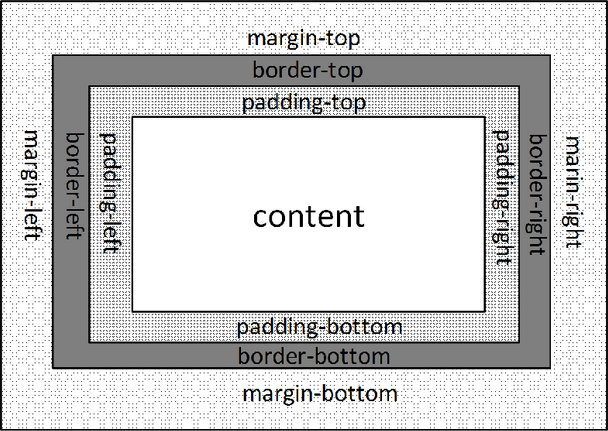 margin-top
border-top
padding-top
margin-left
border-left
padding-left
content
padding-right
border-right
marin-right
padding-bottom
border-bottom
margin-bottom